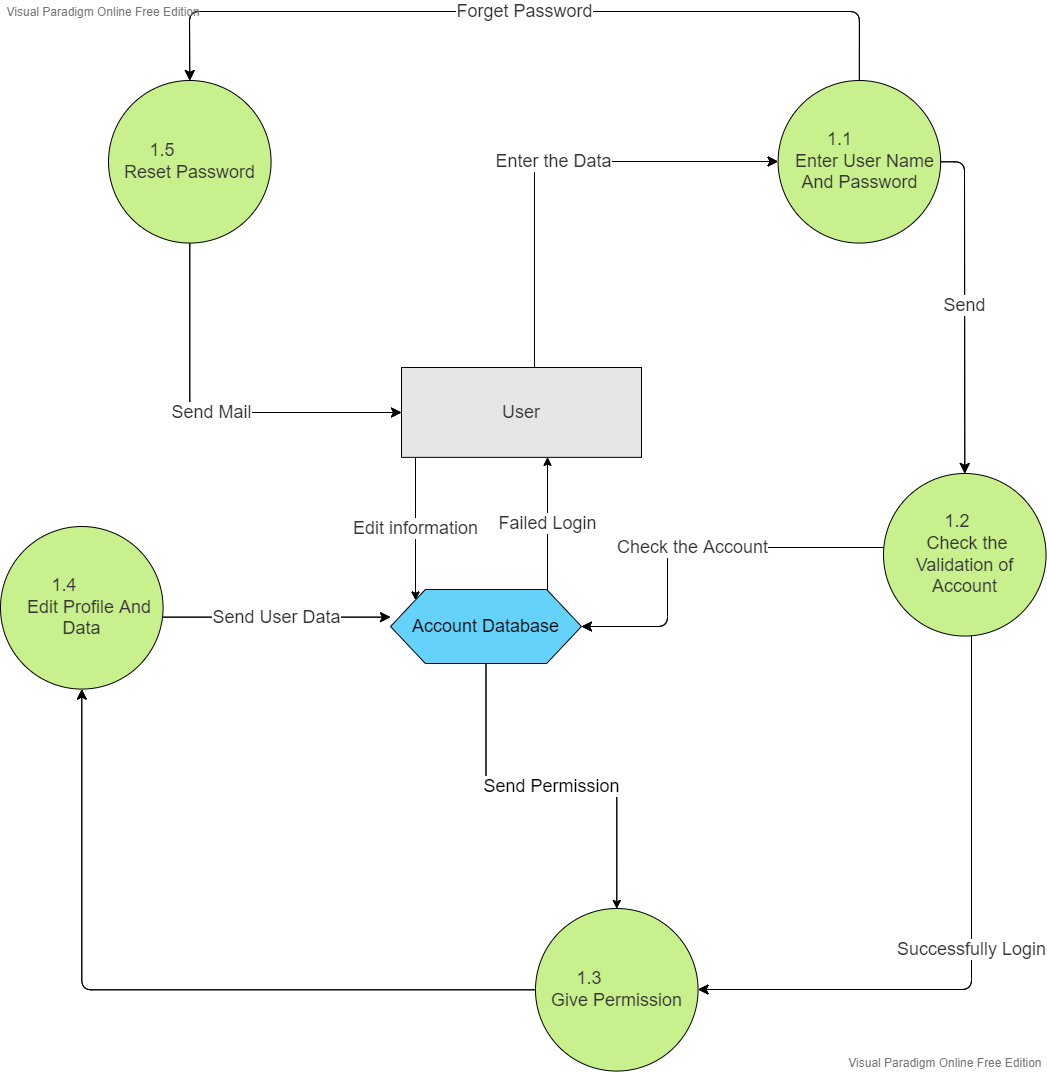 Visual Paradigm Online Free Edition
Forget Password
1.5
Reset Password
1.1
Enter User Name
And Password
Enter the Data
Send
Send Mail
User
Edit information
Failed Login
Check the Account
1.2
Check the
Validation of
Account
1.4
Edit Profile And
Data
Send User Data
Account Database
Send Permission
Successfully Login
1.3
Give Permission
Visual Paradigm Online Free Edition